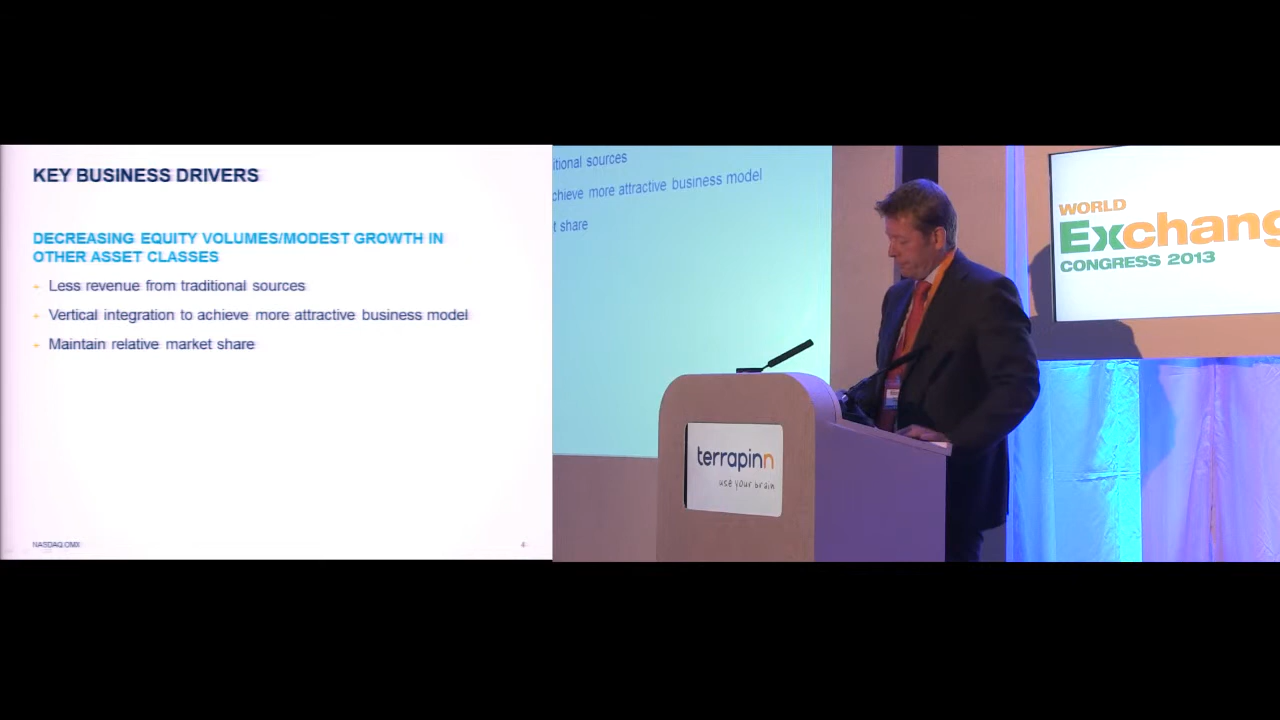 KEY BUSINESS DRIVERS
DECREASING EQUITY VOLUMES/MODEST GROWTH IN
OTHER ASSET CLASSES
+ Less revenue from traditional sources
+ Vertical integration to achieve more attractive business model
+ Maintain relative market share
NASDAQ OMX
4
itional sources
chieve more attractive business model
t share
terrapinn
use your brain
WORLD
Exchang
CONGRESS 2013